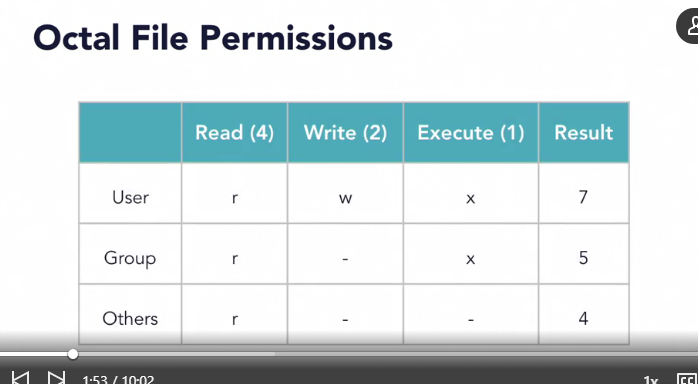 Octal File Permissions
Read (4) Write (2) Execute (1) Result
User r w x 7
Group r - x 5
Others r - - 4
1:53 / 10:02 1x CC